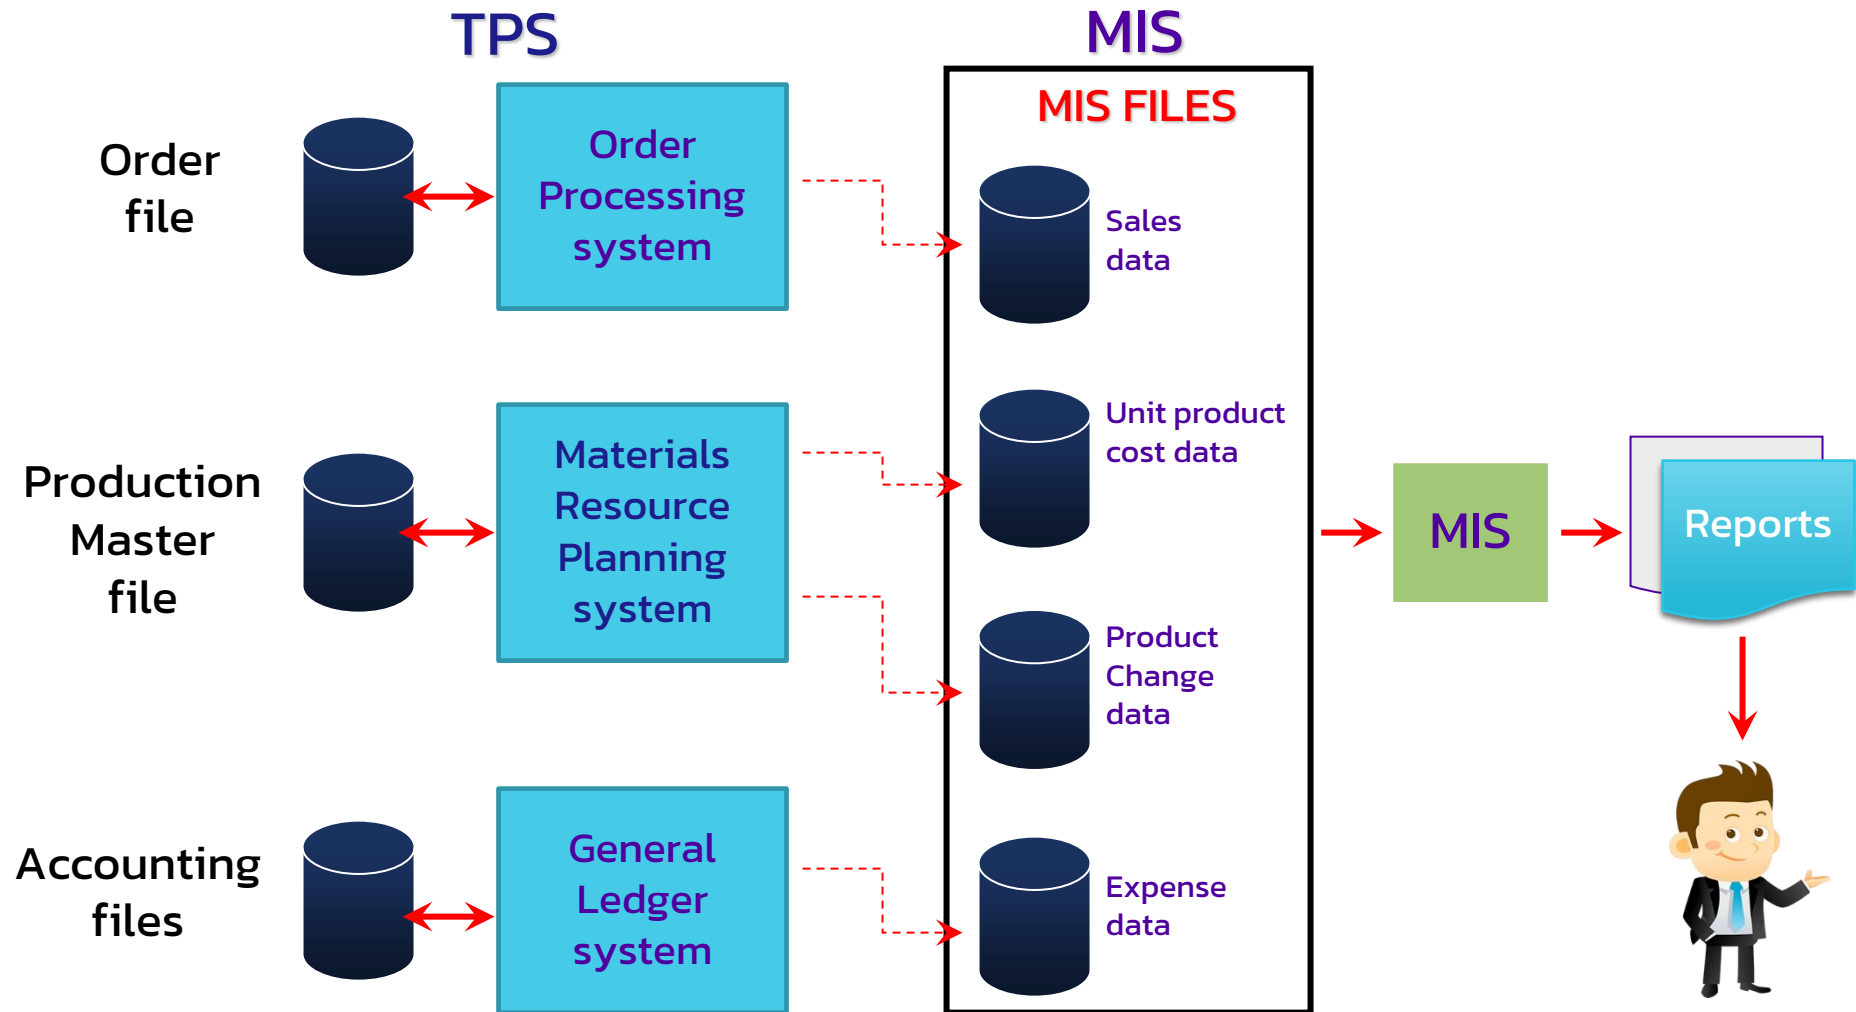 TPS
MIS
Order
file
Order
Processing
system
MIS FILES
Sales
data
Production
Master
file
Materials
Resource
Planning
system
Unit product
cost data
Product
Change
data
MIS
Reports
Accounting
files
General
Ledger
system
Expense
data